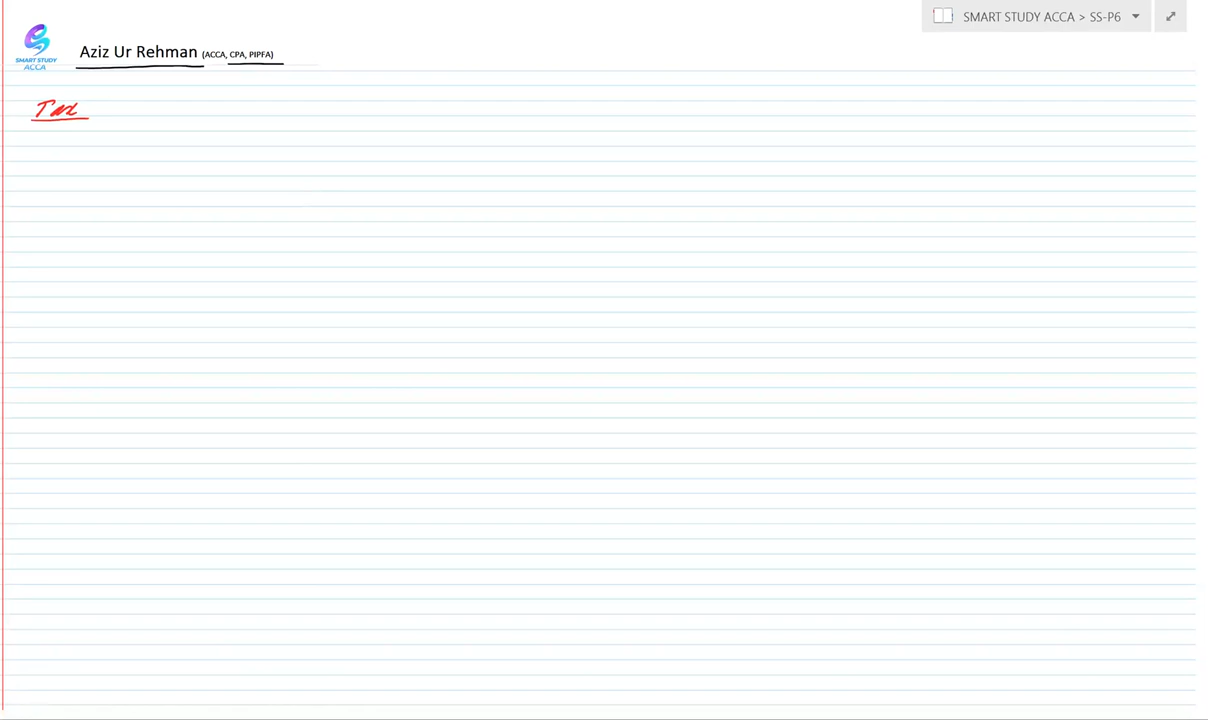 SMART STUDY ACCA > SS-P6
SMART STUDY
ACCA
Aziz Ur Rehman (ACCA, CPA, PIPFA)
Tax